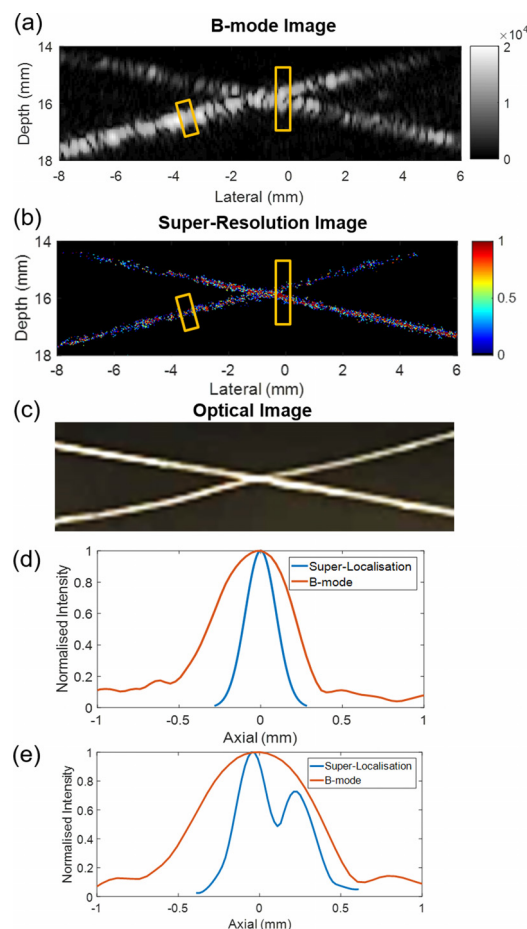 (a)
B-mode Image
×10⁴
Depth (mm)
14
16
18
-8
-6
-4
-2
0
2
4
6
Lateral (mm)
2
1
0
(b)
Super-Resolution Image
Depth (mm)
14
16
18
-8
-6
-4
-2
0
2
4
6
Lateral (mm)
1
0.5
0
(c)
Optical Image
(d)
Normalised Intensity
1
0.8
0.6
0.4
0.2
0
-1
-0.5
0
0.5
1
Axial (mm)
Super-Localisation
B-mode
(e)
Normalised Intensity
1
0.8
0.6
0.4
0.2
0
-1
-0.5
0
0.5
1
Axial (mm)
Super-Localisation
B-mode